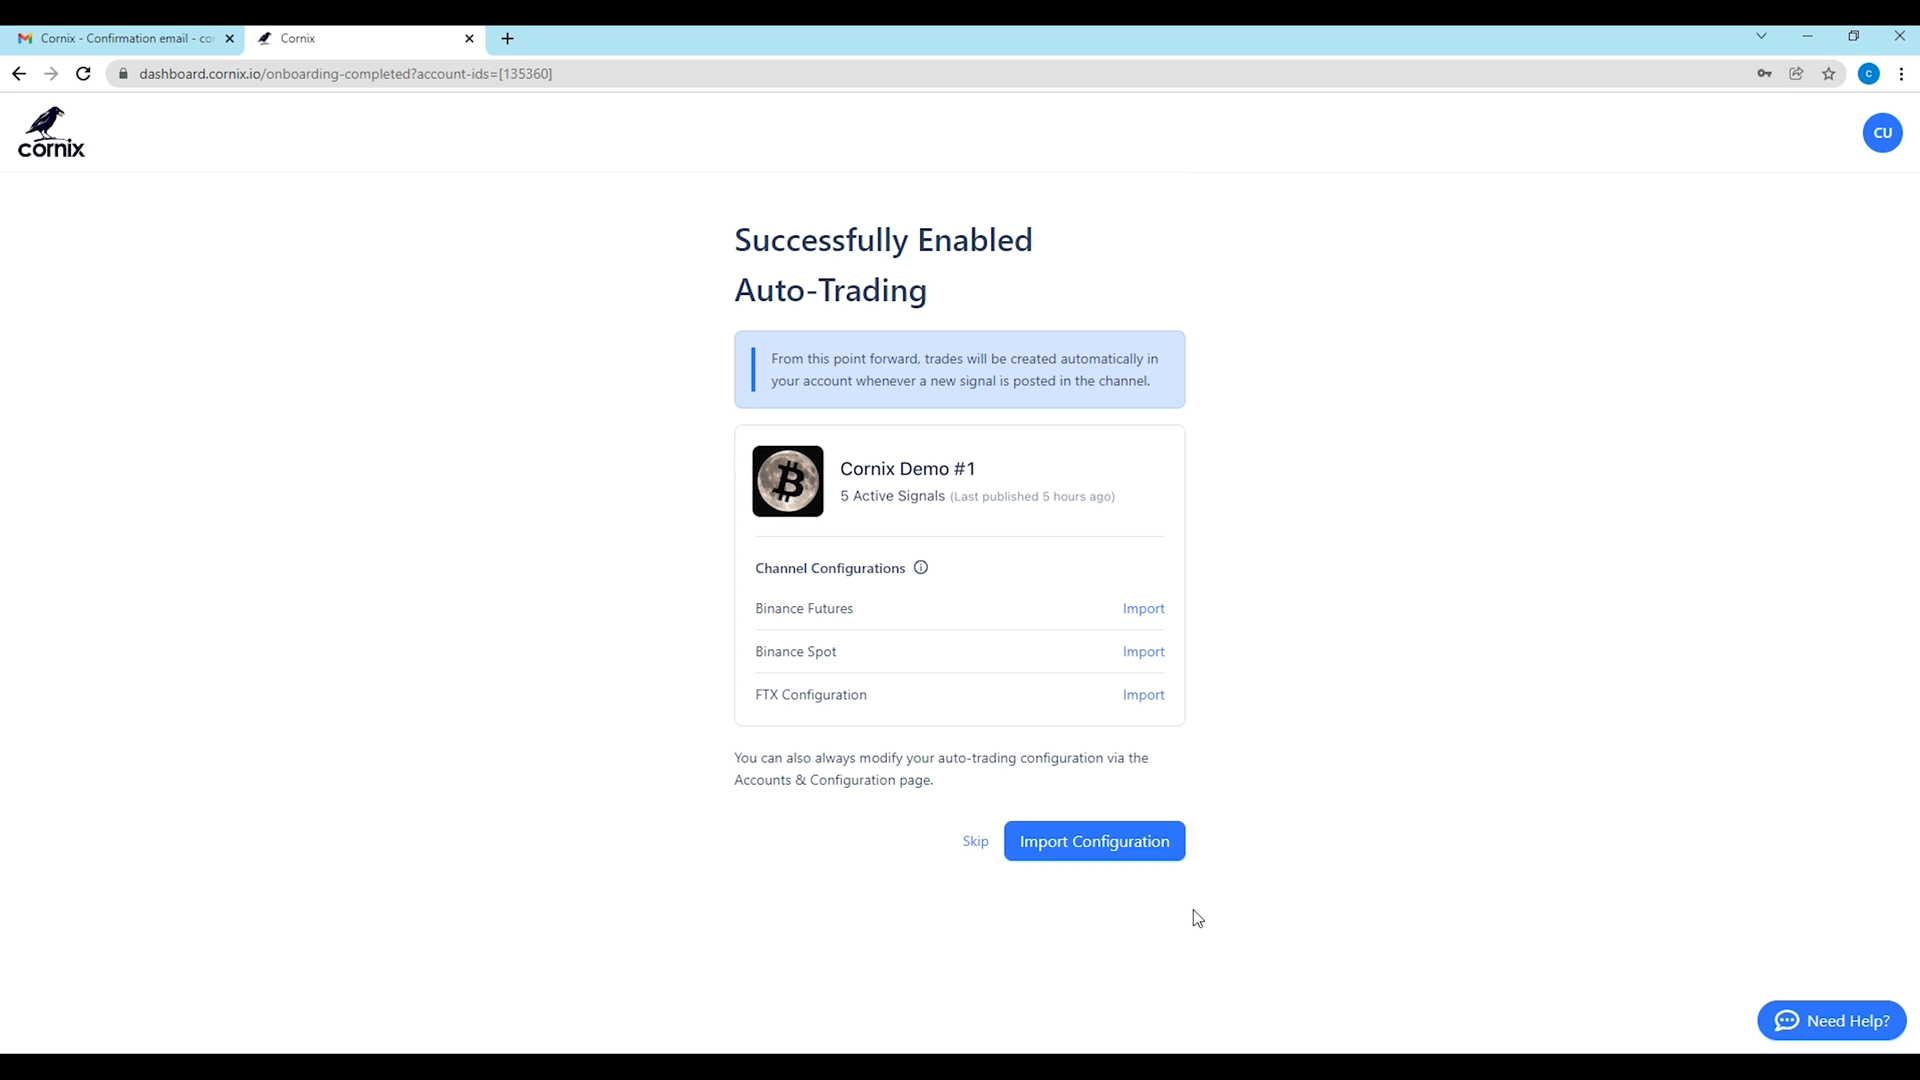 Cornix - Confirmation email - co
Cornix
dashboard.cornix.io/onboarding-completed?account-ids=[135360]
C
cornix
CU
Successfully Enabled
Auto-Trading
From this point forward, trades will be created automatically in
your account whenever a new signal is posted in the channel.
Cornix Demo #1
5 Active Signals (Last published 5 hours ago)
Channel Configurations
Binance Futures Import
Binance Spot Import
FTX Configuration Import
You can also always modify your auto-trading configuration via the
Accounts & Configuration page.
Skip Import Configuration
Need Help?